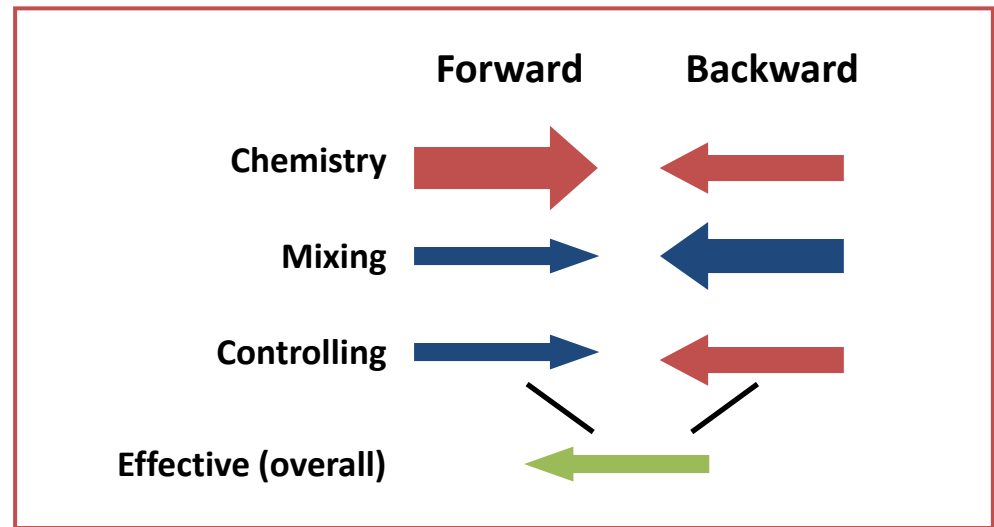 Forward Backward
Chemistry
Mixing
Controlling
Effective (overall)